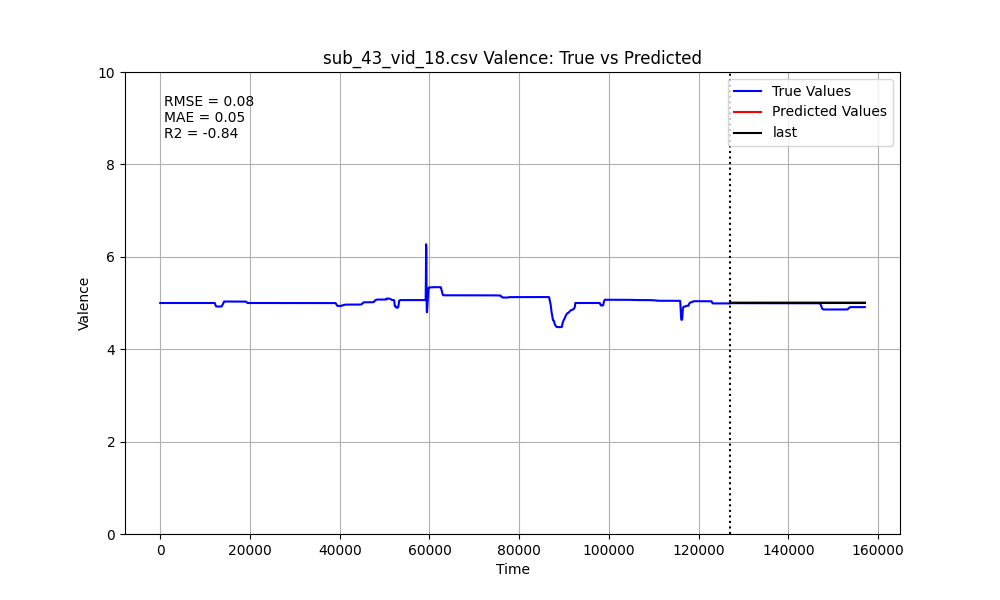 sub_43_vid_18.csv Valence: True vs Predicted
10
8
6
4
2
0
Valence
RMSE = 0.08
MAE = 0.05
R2 = -0.84
True Values
Predicted Values
last
0
20000
40000
60000
80000
100000
120000
140000
160000
Time